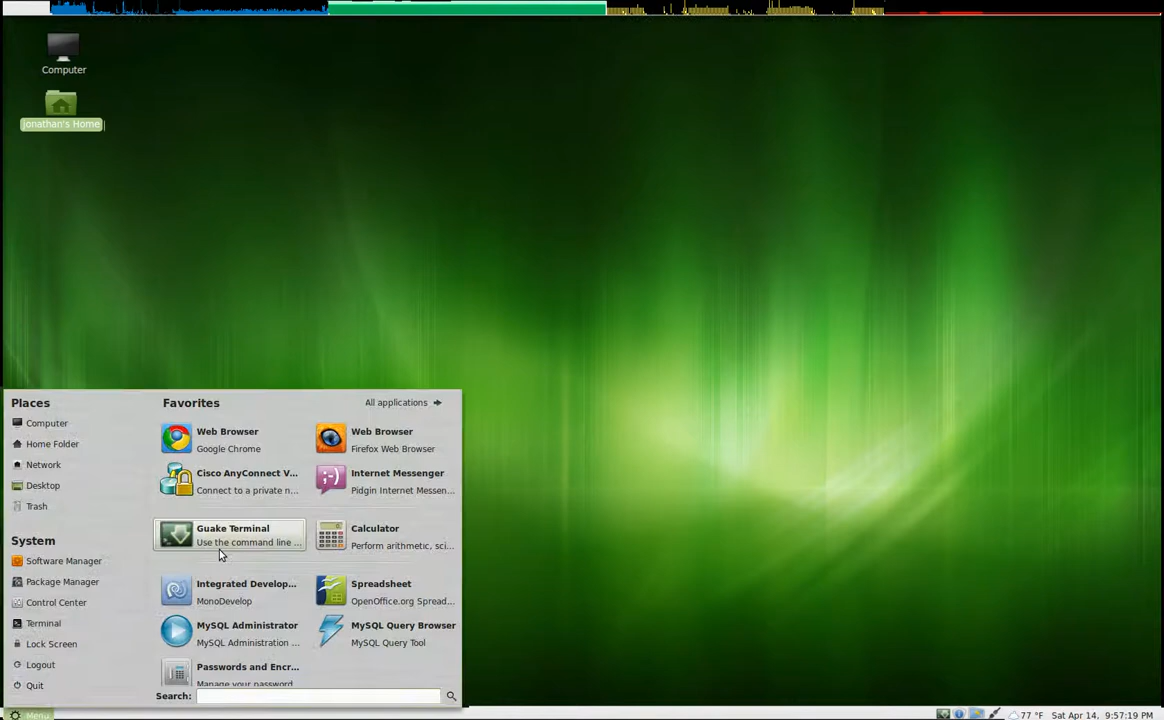 Computer
jonathan's Home
Places
Computer
Home Folder
Network
Desktop
Trash
System
Software Manager
Package Manager
Control Center
Terminal
Lock Screen
Logout
Quit
Favorites
All applications
Web Browser
Google Chrome
Web Browser
Firefox Web Browser
Cisco AnyConnect V...
Connect to a private n...
Internet Messenger
Pidgin Internet Messen...
Guake Terminal
Use the command line ...
Calculator
Perform arithmetic, sci...
Integrated Develop...
MonoDevelop
Spreadsheet
OpenOffice.org Spread...
MySQL Administrator
MySQL Administration ...
MySQL Query Browser
MySQL Query Tool
Passwords and Encr...
Manage your password
Search:
Menu
77 °F
Sat Apr 14, 9:57:19 PM